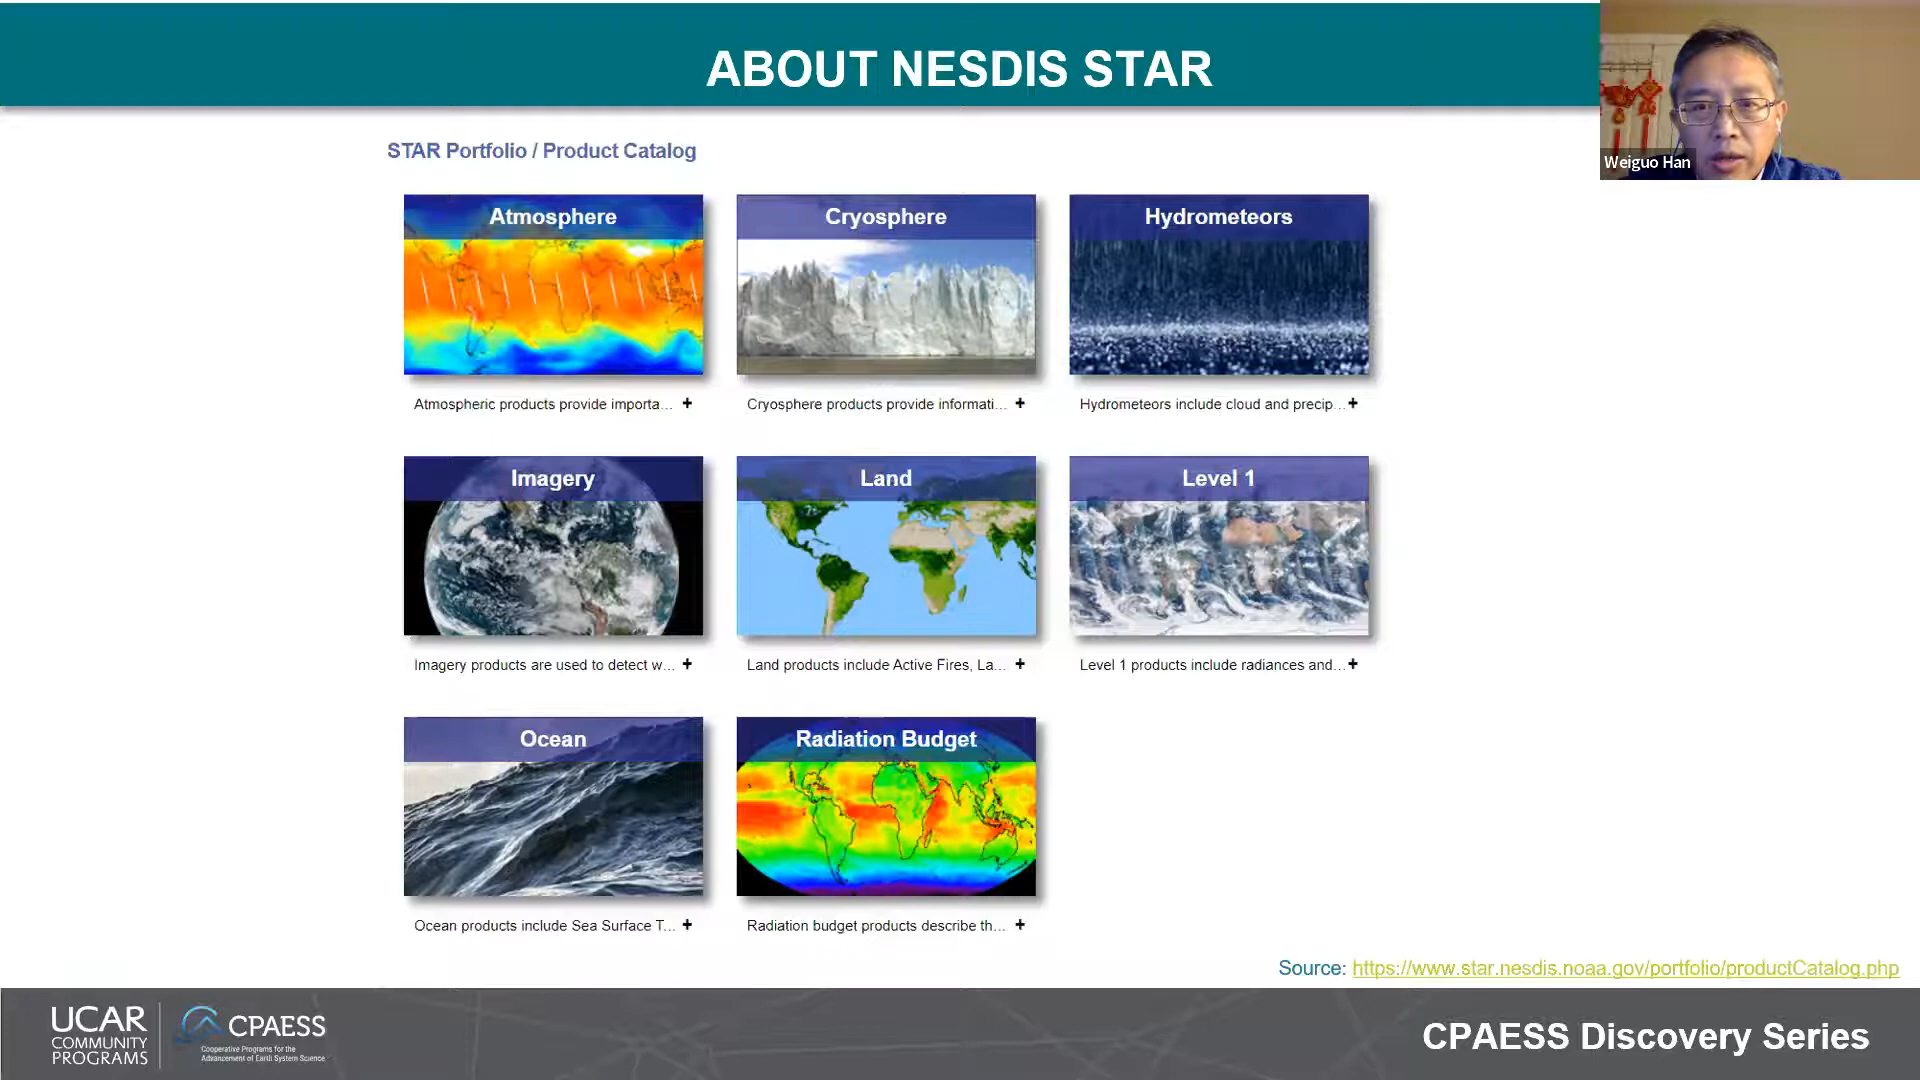 ABOUT NESDIS STAR
Weiguo Han
STAR Portfolio / Product Catalog
Atmosphere
Cryosphere
Hydrometeors
Atmospheric products provide importa... +
Cryosphere products provide informati... +
Hydrometeors include cloud and precip... +
Imagery
Land
Level 1
Imagery products are used to detect w... +
Land products include Active Fires, La... +
Level 1 products include radiances and... +
Ocean
Radiation Budget
Ocean products include Sea Surface T... +
Radiation budget products describe th... +
Source: https://www.star.nesdis.noaa.gov/portfolio/productCatalog.php
UCAR
COMMUNITY
PROGRAMS
CPAESS
Cooperative Programs for the
Advancement of Earth System Science
CPAESS Discovery Series